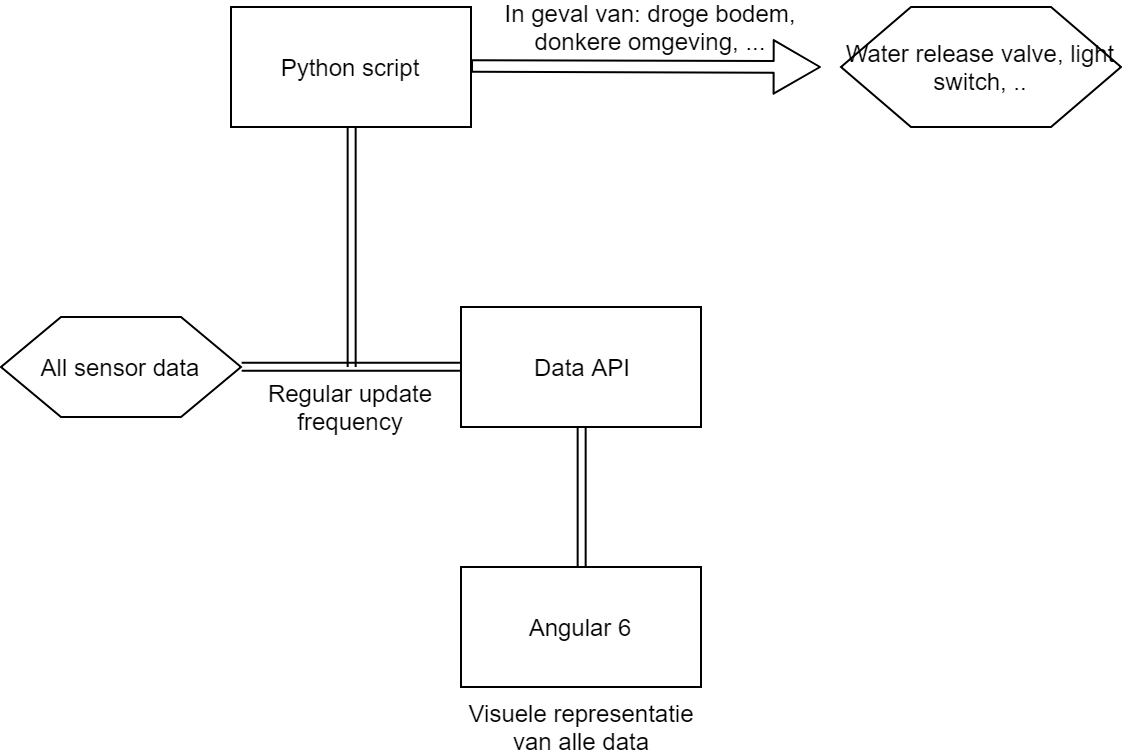 In geval van: droge bodem,
donkere omgeving, ...
Python script
Water release valve, light
switch, ..
All sensor data
Data API
Regular update
frequency
Angular 6
Visuele representatie
van alle data